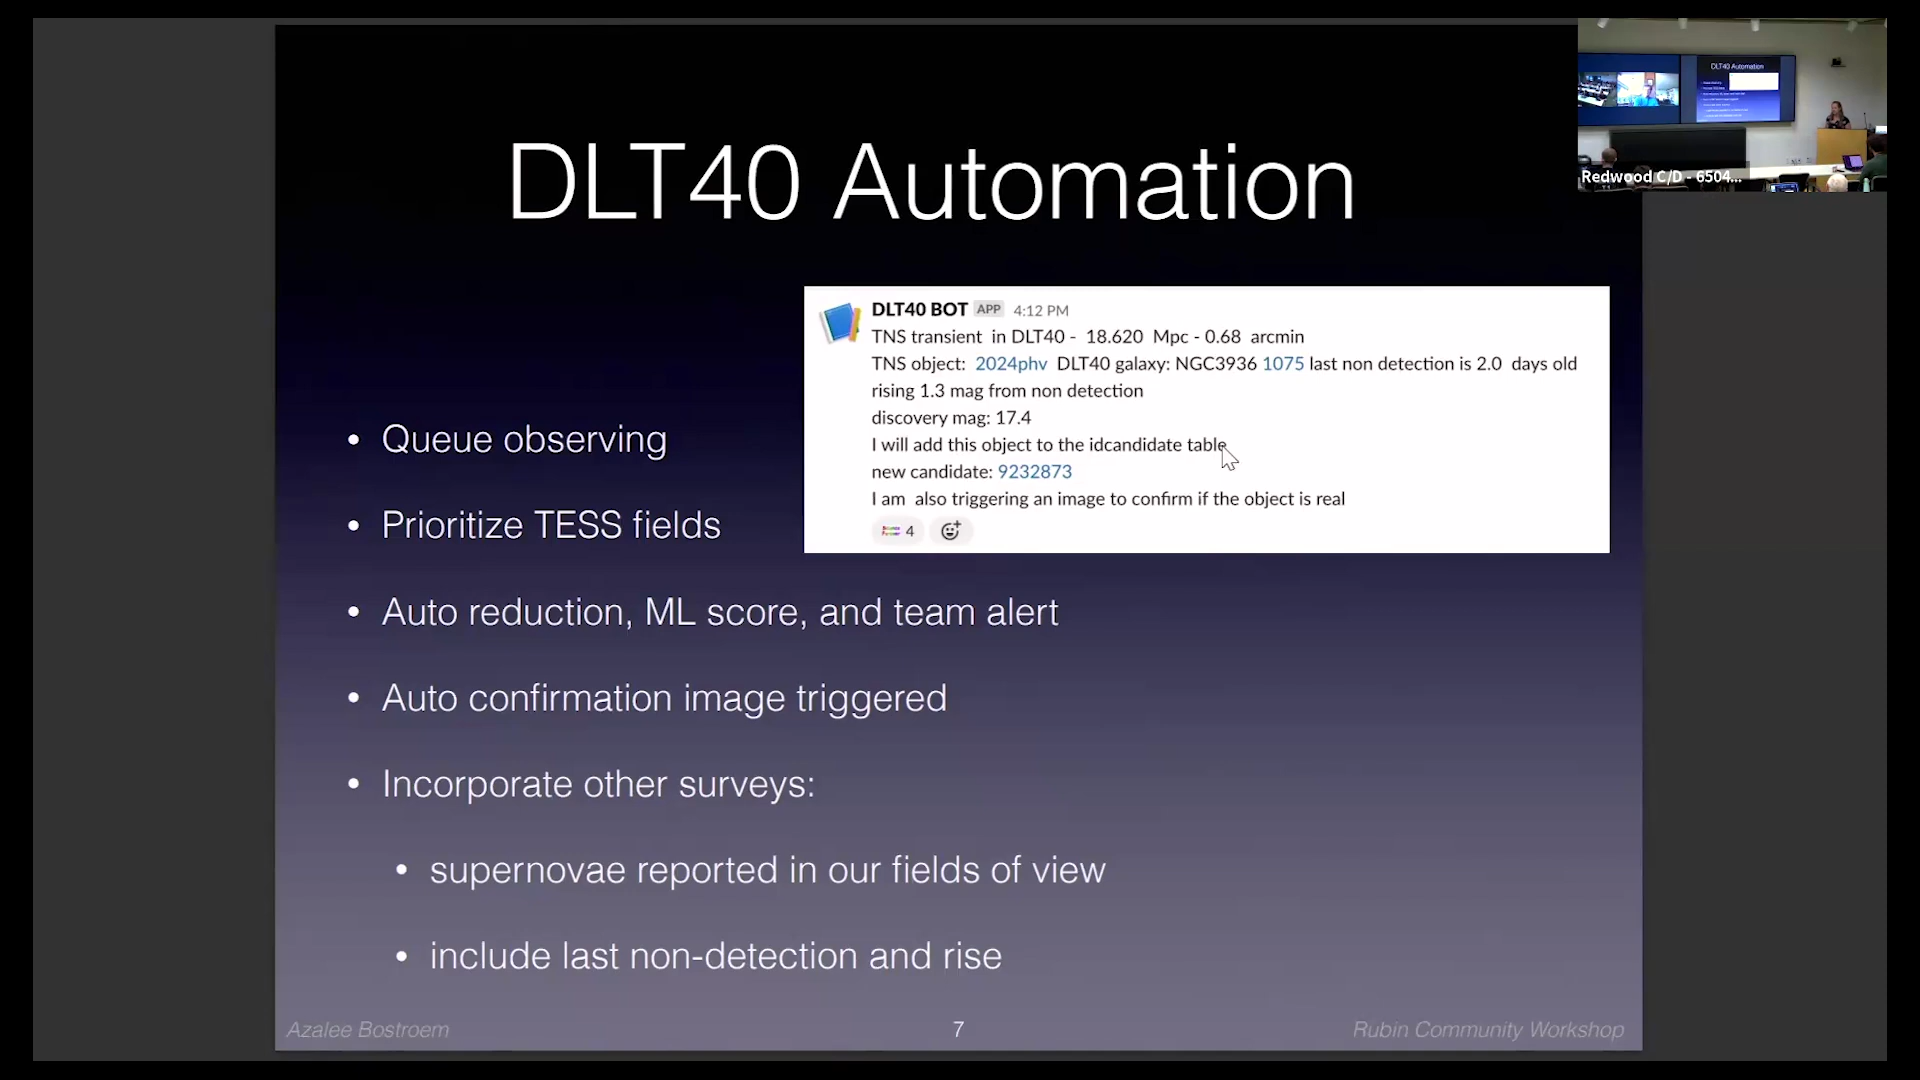 DLT40 Automation
DLT40 BOT APP 4:12 PM
TNS transient in DLT40 - 18.620 Mpc - 0.68 arcmin
TNS object: 2024phv DLT40 galaxy: NGC3936 1075 last non detection is 2.0 days old
rising 1.3 mag from non detection
discovery mag: 17.4
I will add this object to the idcandidate table
new candidate: 9232873
I am also triggering an image to confirm if the object is real
4
• Queue observing
• Prioritize TESS fields
• Auto reduction, ML score, and team alert
• Auto confirmation image triggered
• Incorporate other surveys:
• supernovae reported in our fields of view
• include last non-detection and rise
Azalee Bostroem
7
Rubin Community Workshop
DLT40 Automation
Redwood C/D - 6504...